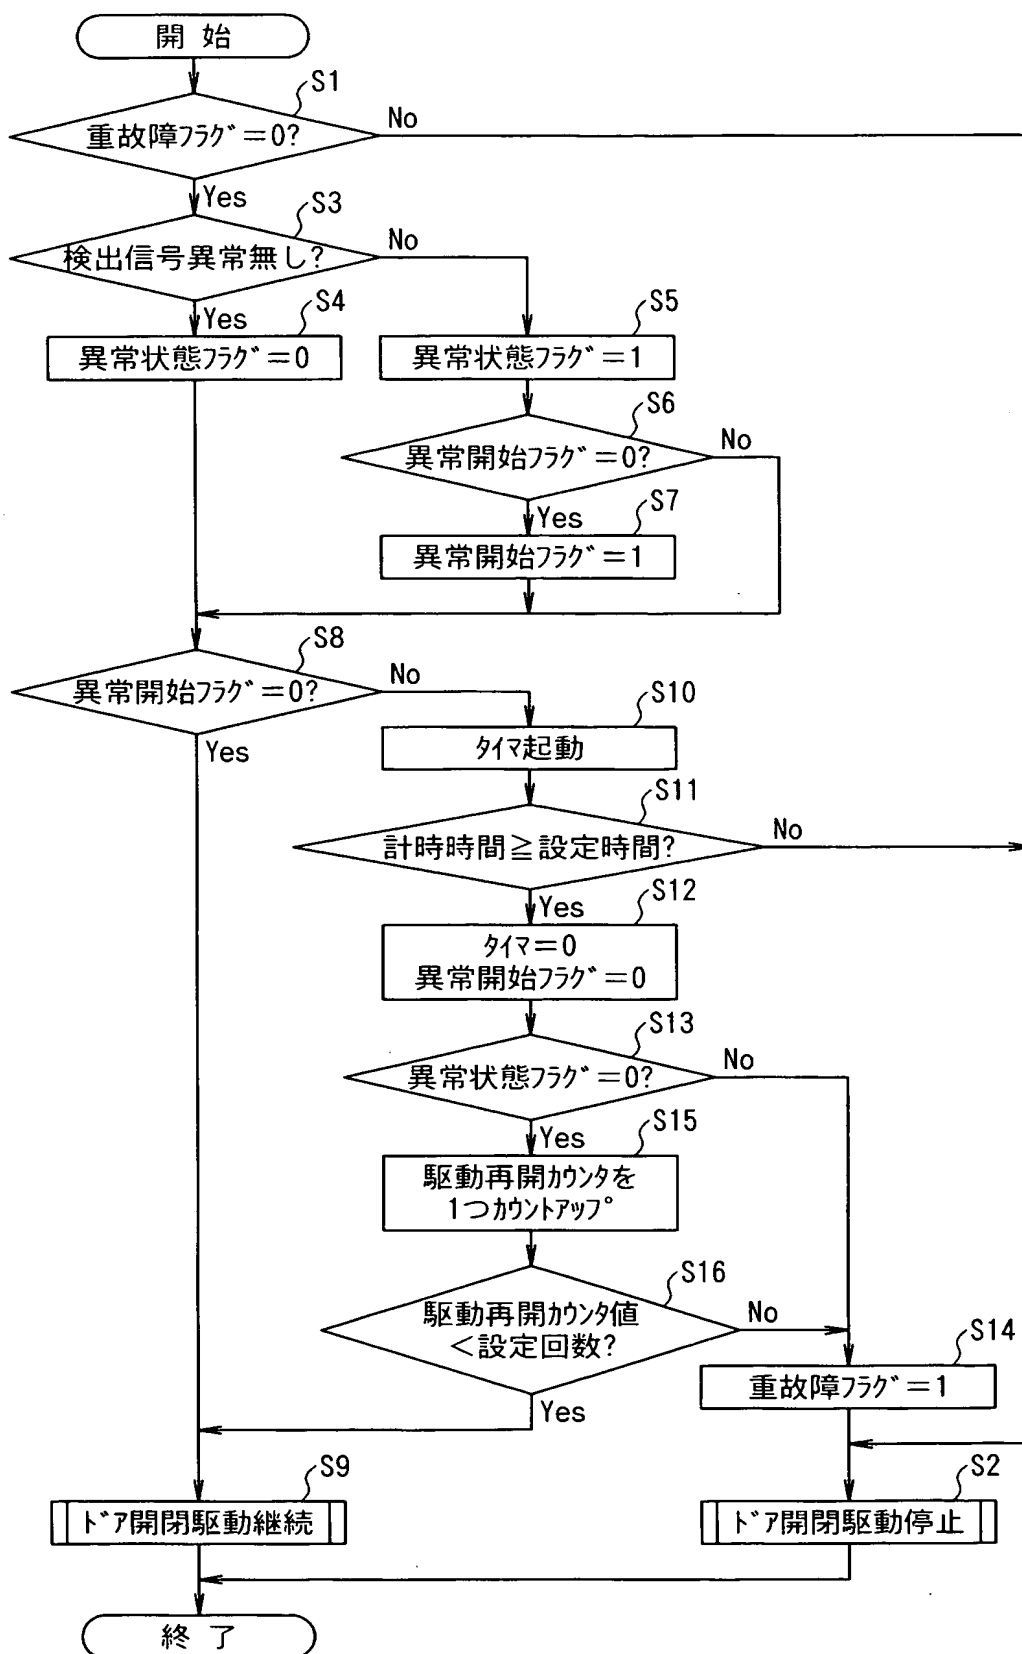 開始
S1
重故障ﾌﾗｸﾞ=0?
No
Yes
S3
検出信号異常無し?
No
Yes
S4
異常状態ﾌﾗｸﾞ=0
S5
異常状態ﾌﾗｸﾞ=1
S6
異常開始ﾌﾗｸﾞ=0?
No
Yes
S7
異常開始ﾌﾗｸﾞ=1
S8
異常開始ﾌﾗｸﾞ=0?
No
Yes
S10
ﾀｲﾏ起動
S11
計時時間≧設定時間?
No
Yes
S12
ﾀｲﾏ=0
異常開始ﾌﾗｸﾞ=0
S13
異常状態ﾌﾗｸﾞ=0?
No
Yes
S15
駆動再開ｶｳﾝﾀを
1つｶｳﾝﾄｱｯﾌﾟ
S16
駆動再開ｶｳﾝﾀ値
<設定回数?
No
Yes
S14
重故障ﾌﾗｸﾞ=1
S9
ﾄﾞｱ開閉駆動継続
S2
ﾄﾞｱ開閉駆動停止
終了